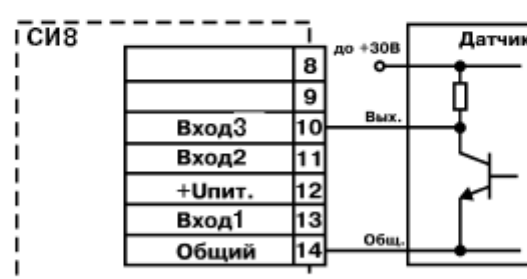 СИ8
до +30В
Датчик
8
9
Вход3 10
Вых.
Вход2 11
+Uпит. 12
Вход1 13
Общий 14
Общ.